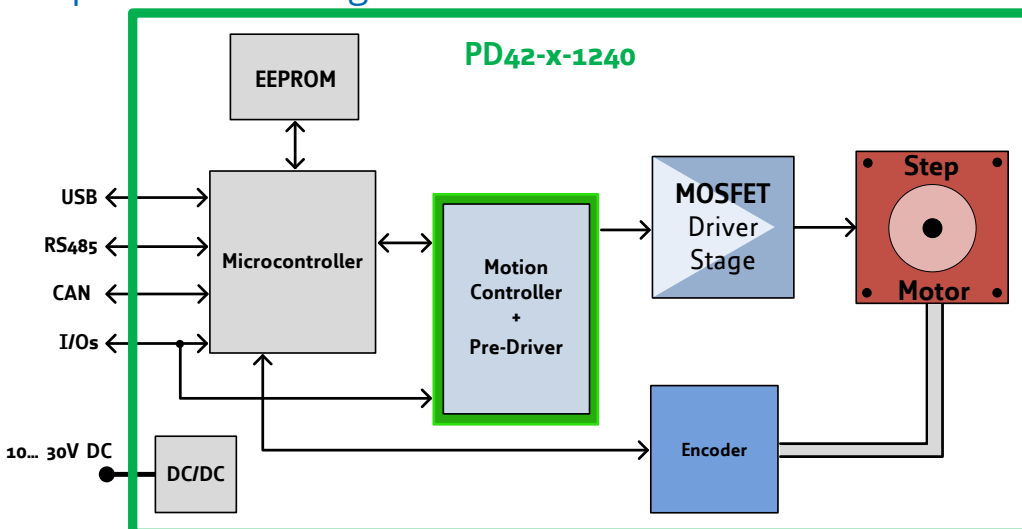 PD42-x-1240
EEPROM
USB
RS485
CAN
I/Os
Microcontroller
Motion
Controller
+
Pre-Driver
MOSFET
Driver
Stage
Step
Motor
Encoder
10... 30V DC
DC/DC